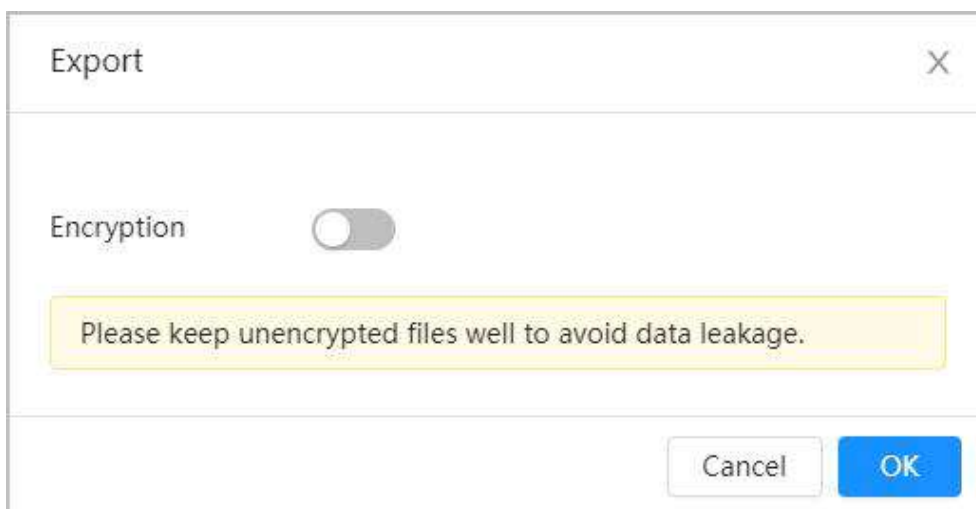 Export
Encryption
Please keep unencrypted files well to avoid data leakage.
Cancel OK